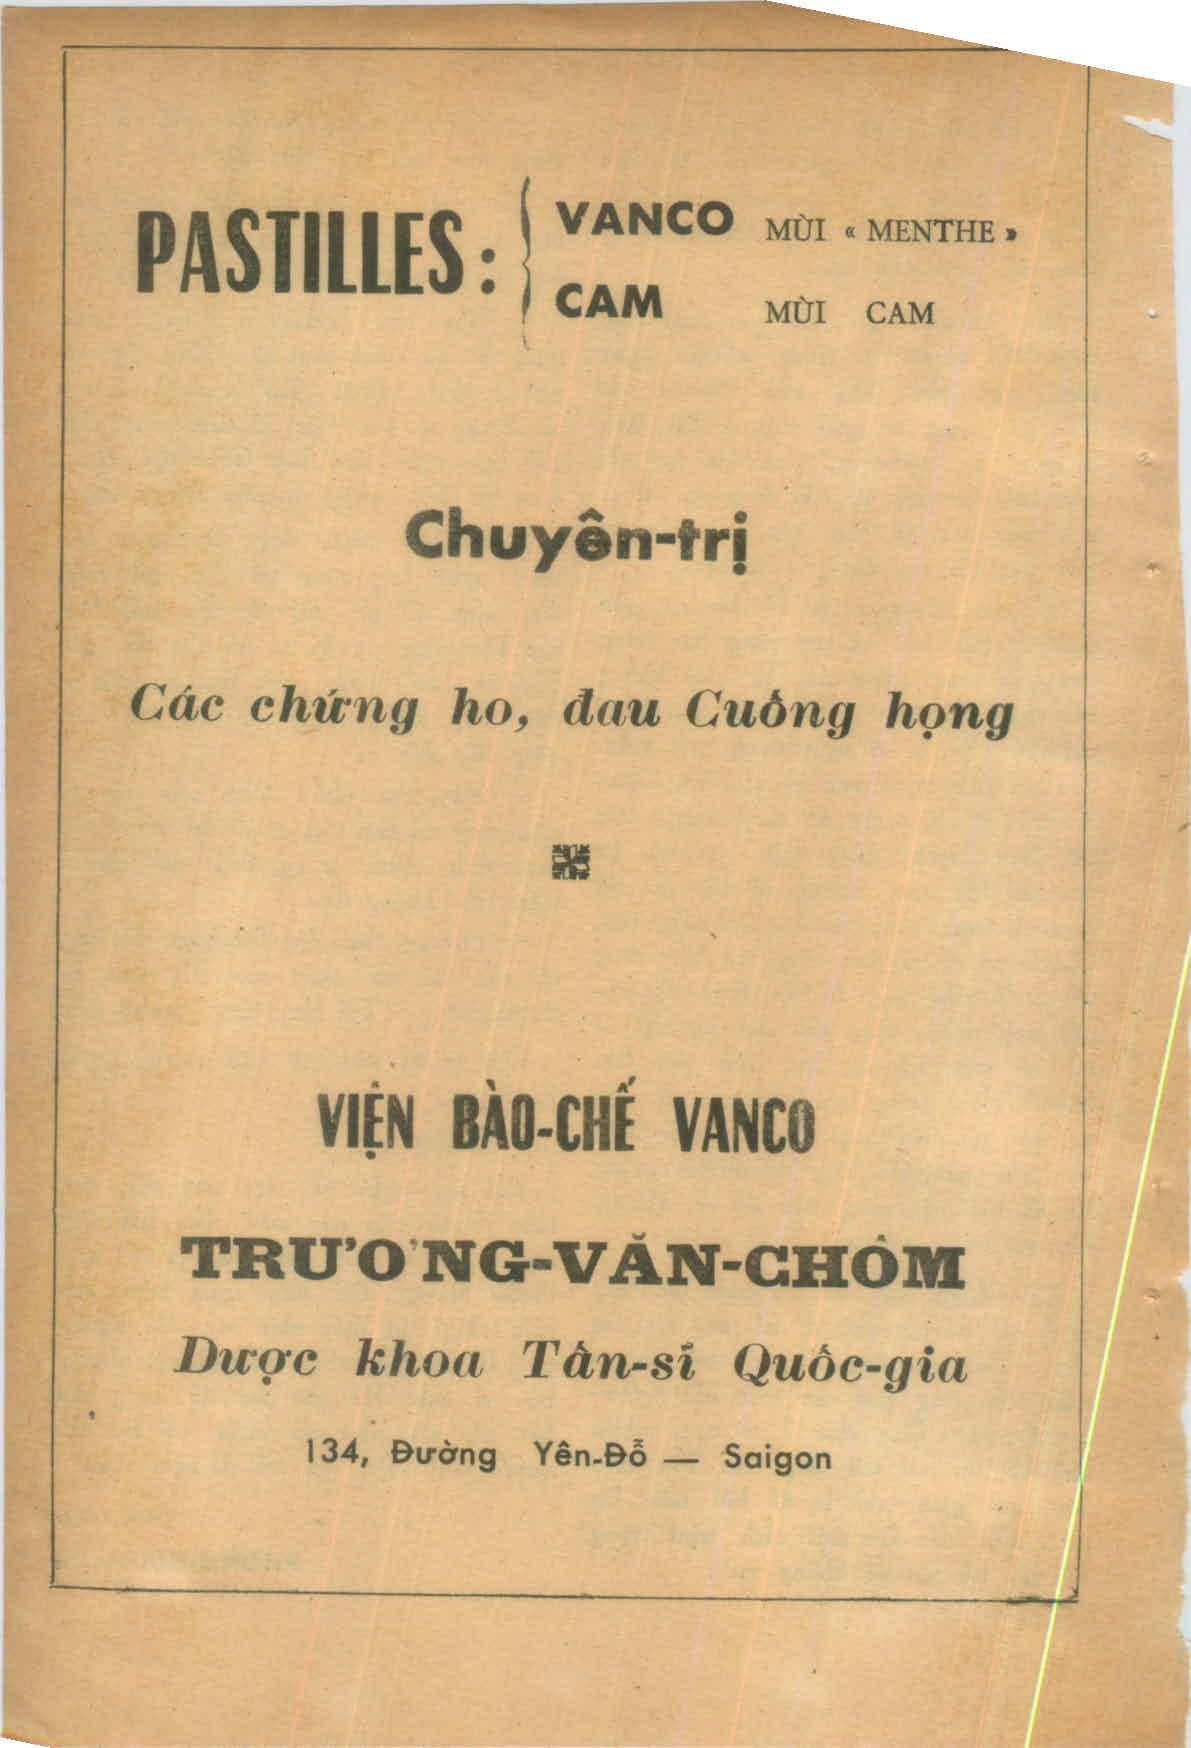 PASTILLES : { VANCO MÙI « MENTHE »
CAM MÙI CAM
Chuyên-trị
Các chứng ho, đau Cuống họng
VIỆN BÀO-CHẾ VANCO
TRƯƠNG-VĂN-CHÔM
Dược khoa Tấn-sĩ Quốc-gia
134, Đường Yên-Đỗ — Saigon